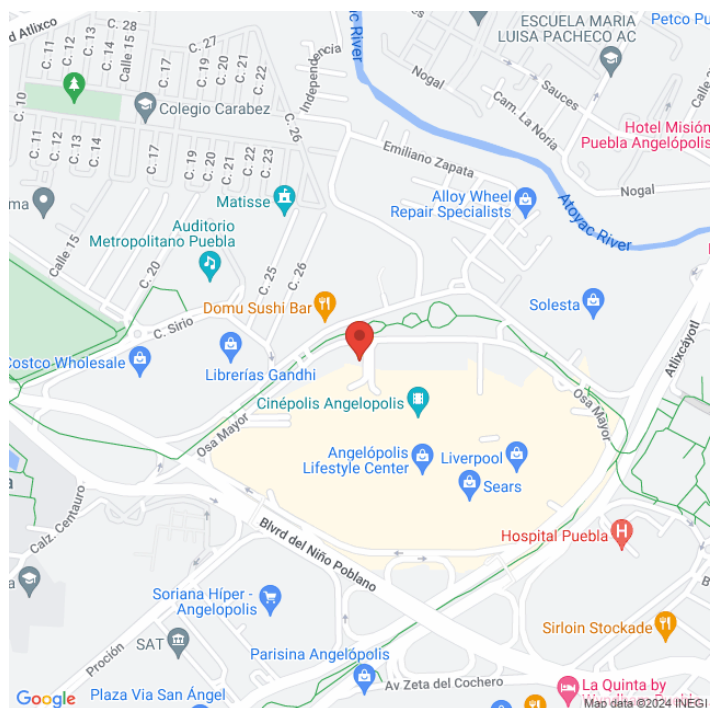 d Atlixco
C. 11
C. 12
C. 13
C. 14
C. 28
Calle 15
C. 17
C. 27
C. 19
C. 20
C. 21
C. 22
Independencia
ac River
ESCUELA MARIA
LUISA PACHECO AC
Petco Pu
Nogal
Sauces
Cam. La Noria
Hotel Misión
Puebla Angelópolis
Nogal
C. 10
Colegio Carabez
C. 26
C. 11
C. 12
C. 13
C. 14
C. 17
C. 19
C. 20
C. 21
C. 22
C. 23
Emiliano Zapata
ma
Matisse
Alloy Wheel
Repair Specialists
Atoyac River
Auditorio
Metropolitano Puebla
Calle 15
C. 20
C. 25
C. 26
Domu Sushi Bar
Solesta
C. Sirio
Costco Wholesale
Librerías Gandhi
Atlixcáyotl
Cinépolis Angelopolis
Osa Mayor
Osa Mayor
Angelópolis
Lifestyle Center
Liverpool
Sears
a
Calz. Centauro.
Blvrd del Niño Poblano
Hospital Puebla
a
Soriana Híper -
Angelopolis
B
Sirloin Stockade
SAT
Proción
Parisina Angelópolis
Av Zeta del Cochero
La Quinta by
Google
Plaza Via San Ángel
Map data ©2024 INEGI